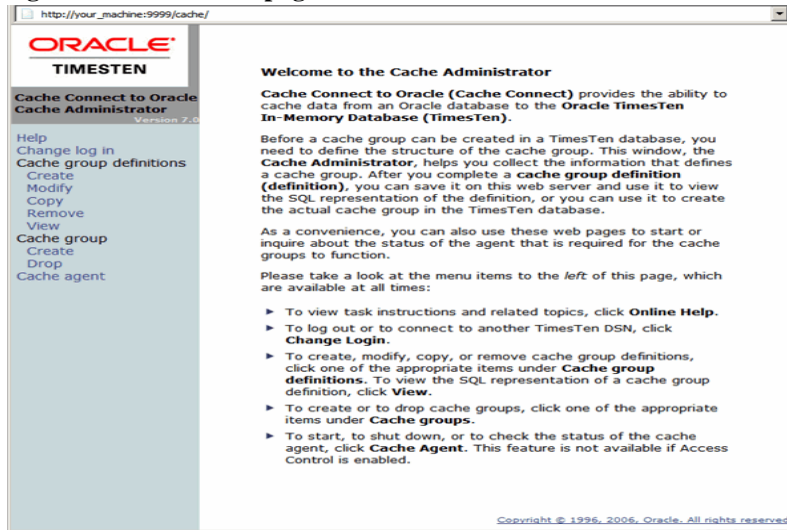 http://your_machine:9999/cache/
ORACLE®
TIMESTEN
Cache Connect to Oracle
Cache Administrator
Version 7.0
Help
Change log in
Cache group definitions
Create
Modify
Copy
Remove
View
Cache group
Create
Drop
Cache agent
Welcome to the Cache Administrator
Cache Connect to Oracle (Cache Connect) provides the ability to
cache data from an Oracle database to the Oracle TimesTen
In-Memory Database (TimesTen).
Before a cache group can be created in a TimesTen database, you
need to define the structure of the cache group. This window, the
Cache Administrator, helps you collect the information that defines
a cache group. After you complete a cache group definition
(definition), you can save it on this web server and use it to view
the SQL representation of the definition, or you can use it to create
the actual cache group in the TimesTen database.
As a convenience, you can also use these web pages to start or
inquire about the status of the agent that is required for the cache
groups to function.
Please take a look at the menu items to the left of this page, which
are available at all times:
► To view task instructions and related topics, click Online Help.
► To log out or to connect to another TimesTen DSN, click
Change Login.
► To create, modify, copy, or remove cache group definitions,
click one of the appropriate items under Cache group
definitions. To view the SQL representation of a cache group
definition, click View.
► To create or to drop cache groups, click one of the appropriate
items under Cache groups.
► To start, to shut down, or to check the status of the cache
agent, click Cache Agent. This feature is not available if Access
Control is enabled.
Copyright © 1996, 2006, Oracle. All rights reserved